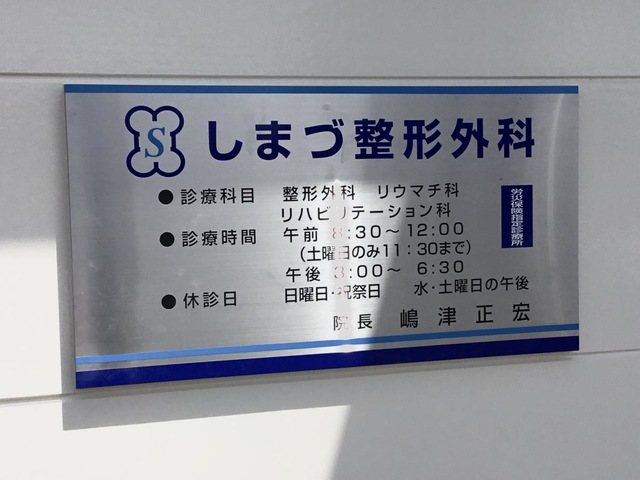 S しまづ整形外科
●診療科目 整形外科 リウマチ科
リハビリテーション科
●診療時間 午前 8:30〜12:00
(土曜日のみ11:30まで)
午後 3:00〜 6:30
●休診日 日曜日・祝祭日 水・土曜日の午後
院長 嶋津正宏
労災保険指定診療所